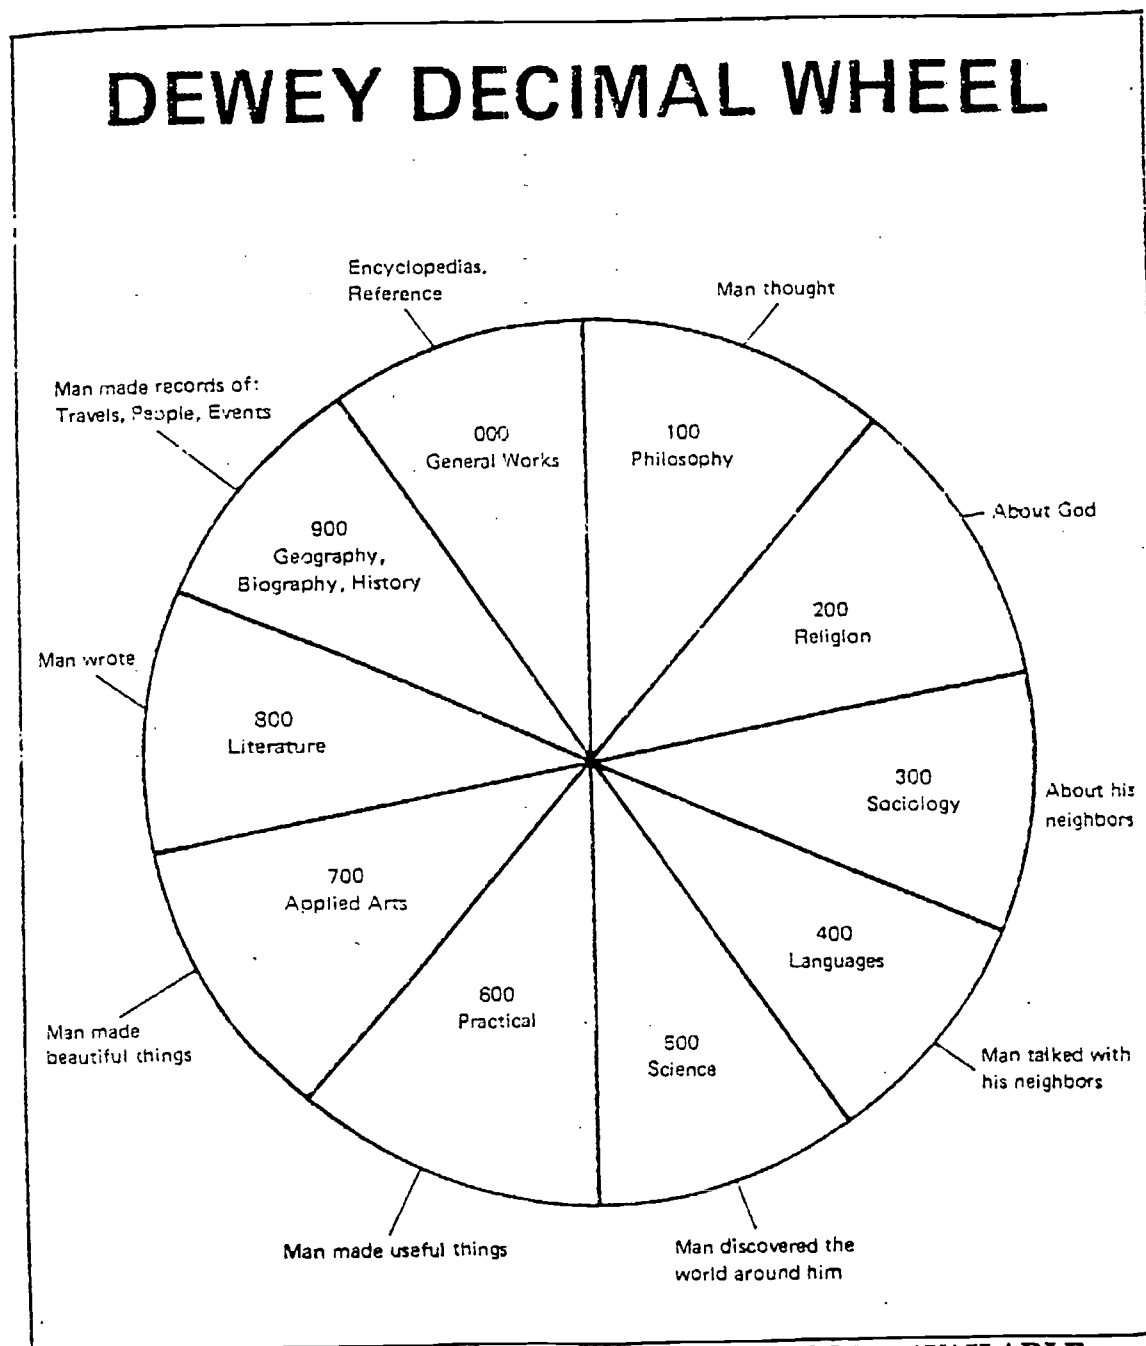 DEWEY DECIMAL WHEEL
Encyclopedias,
Reference
Man thought
Man made records of:
Travels, People, Events
000
General Works
100
Philosophy
About God
900
Geography,
Biography, History
200
Religion
Man wrote
800
Literature
300
Sociology
About his
neighbors
700
Applied Arts
400
Languages
600
Practical
500
Science
Man made
beautiful things
Man talked with
his neighbors
Man made useful things
Man discovered the
world around him